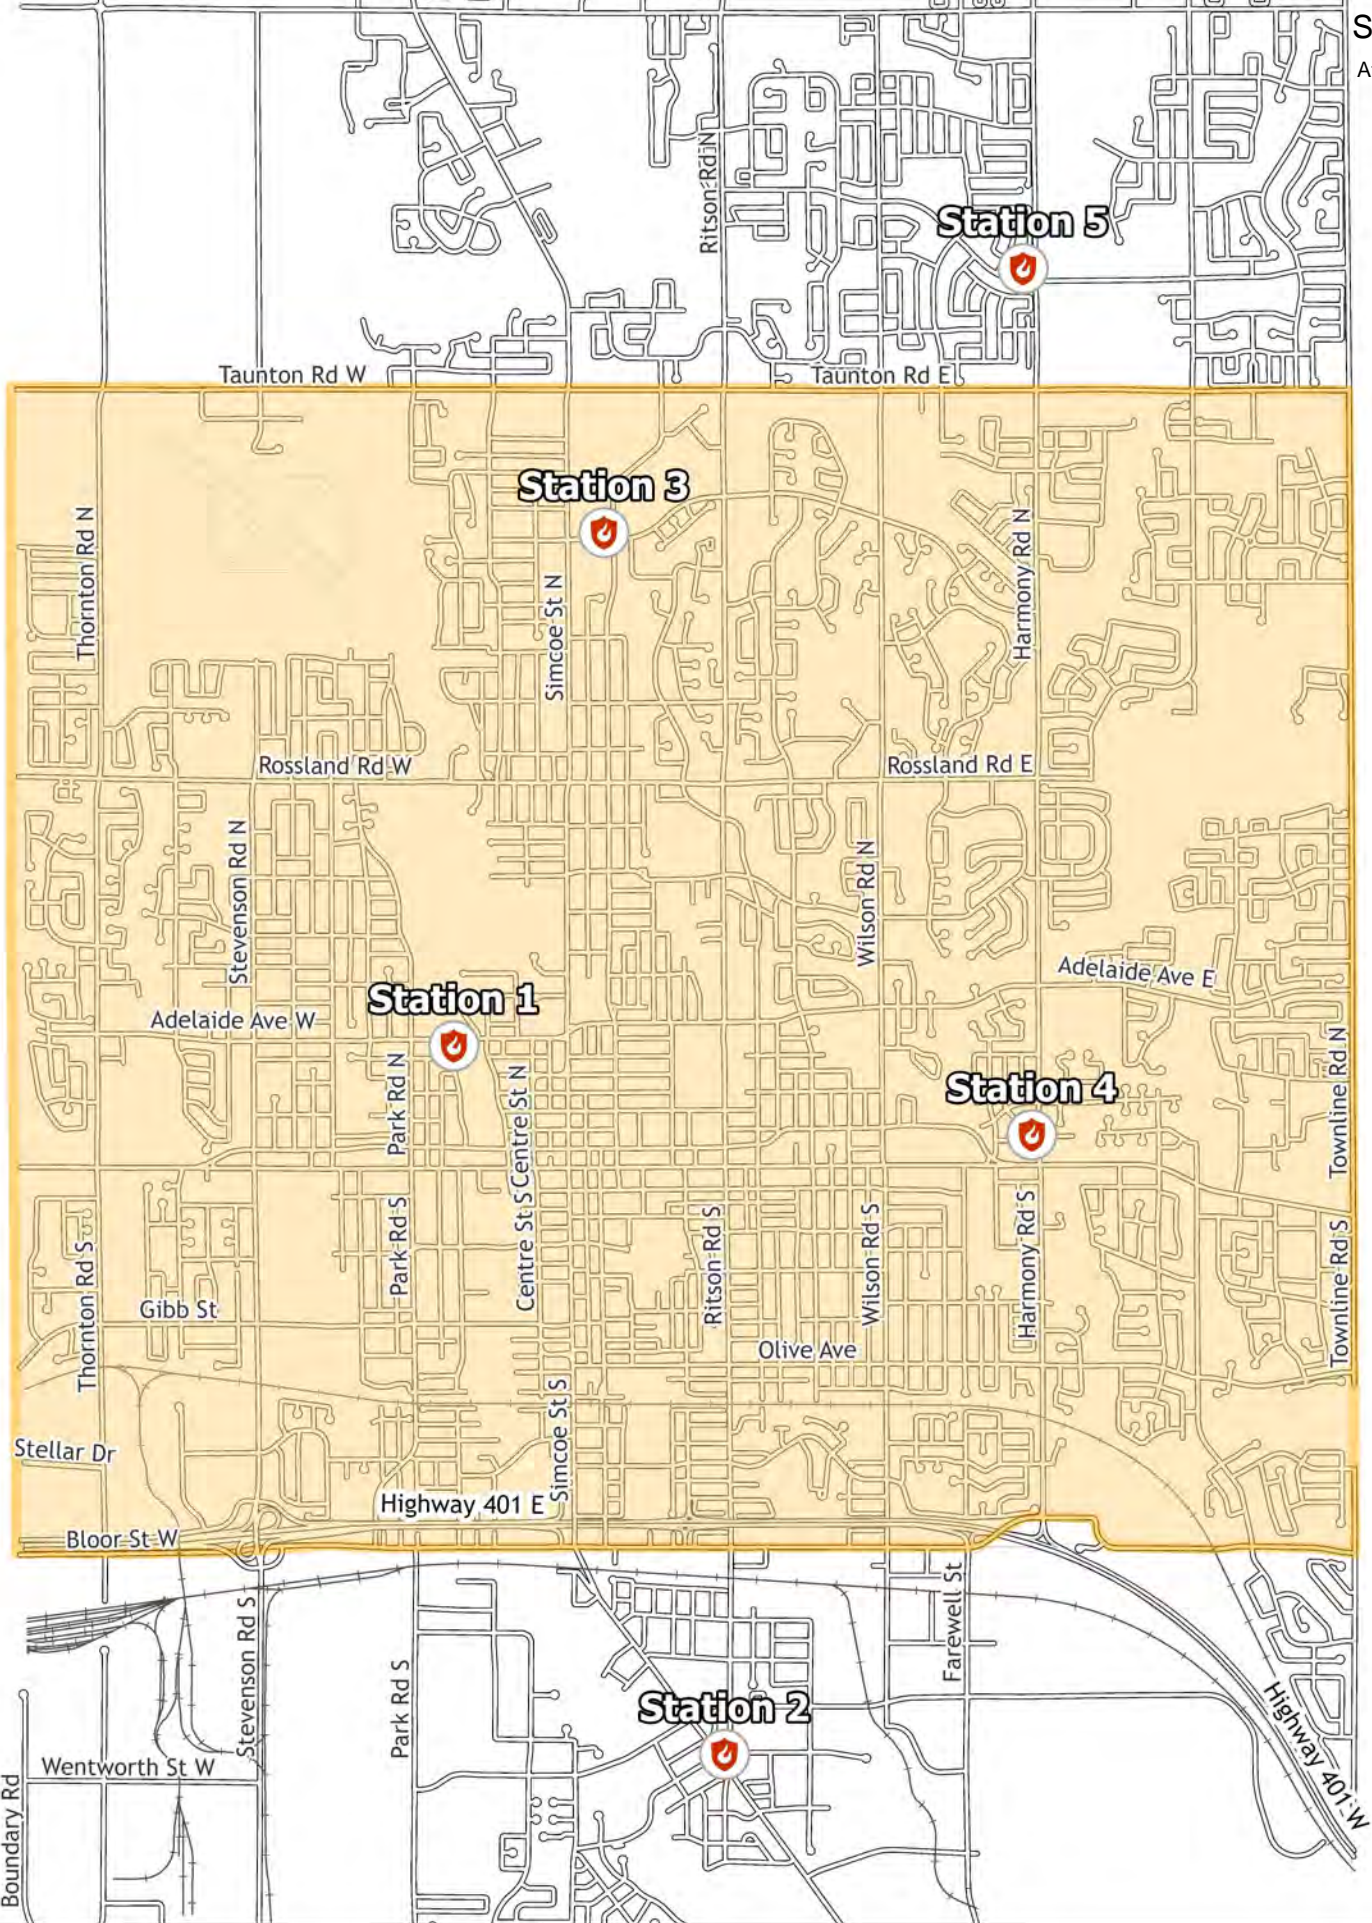 S
A
Ritson Rd N
Station 5
Taunton Rd W
Taunton Rd E
Station 3
Thornton Rd N
Harmony Rd N
Simcoe St N
Rossland Rd W
Rossland Rd E
Stevenson Rd N
Wilson Rd N
Adelaide Ave E
Station 1
Adelaide Ave W
Park Rd N
Centre St N
Station 4
Townline Rd N
Park Rd S
Centre St S
Ritson Rd S
Wilson Rd S
Harmony Rd S
Townline Rd S
Thornton Rd S
Gibb St
Olive Ave
Simcoe St S
Stellar Dr
Highway 401 E
Bloor St W
Farewell St
Stevenson Rd S
Park Rd S
Station 2
Highway 401 W
Wentworth St W
Boundary Rd